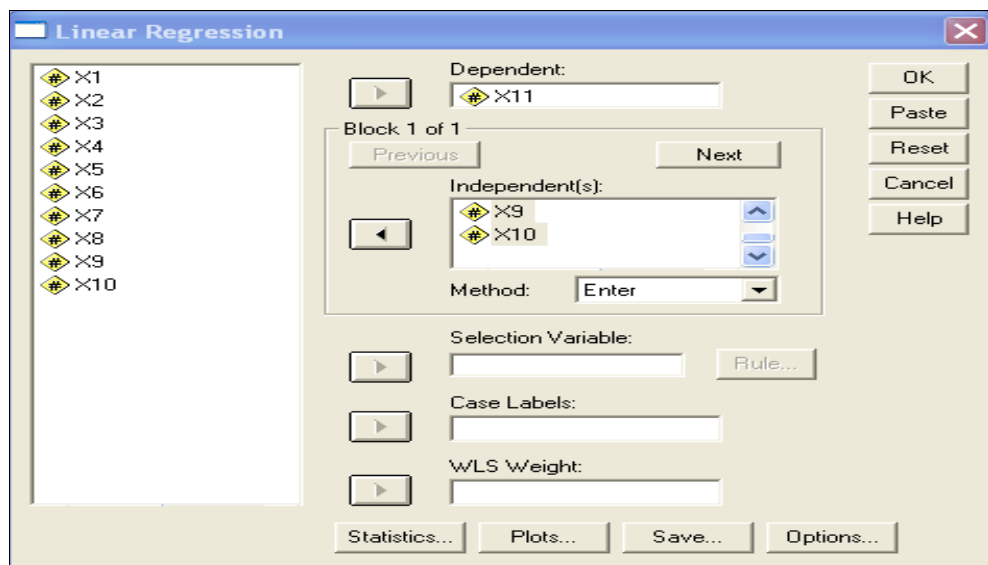 Linear Regression
X1
X2
X3
X4
X5
X6
X7
X8
X9
X10
Dependent:
X11
Block 1 of 1
Previous
Next
Independent(s):
X9
X10
Method:
Enter
Selection Variable:
Rule...
Case Labels:
WLS Weight:
OK
Paste
Reset
Cancel
Help
Statistics...
Plots...
Save...
Options...